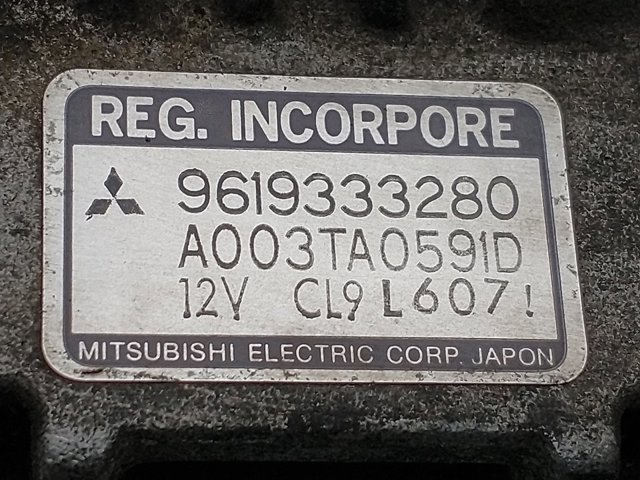 REG. INCORPORE
9619333280
A003TA0591D
12V CL9 L607!
MITSUBISHI ELECTRIC CORP. JAPON